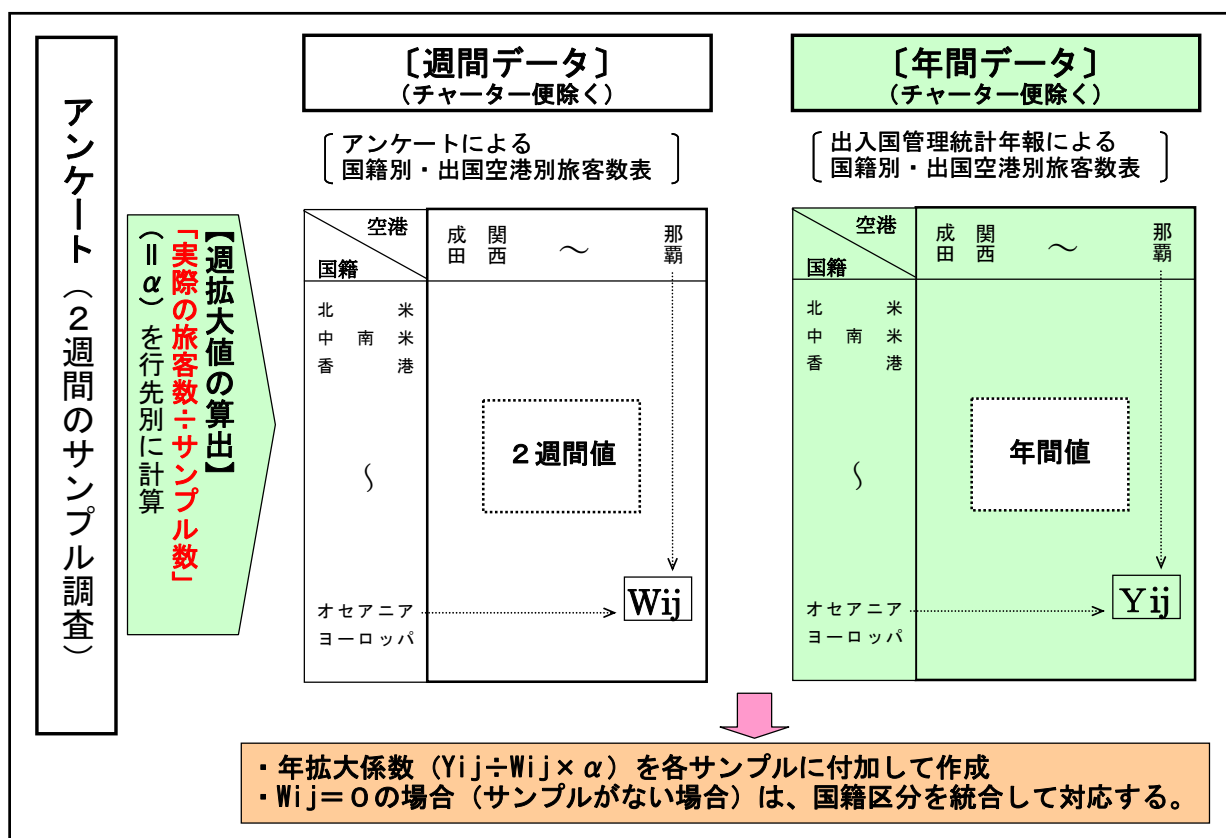 アンケート（２週間のサンプル調査）
【週拡大値の算出】
「実際の旅客数÷サンプル数」
（＝α）を行先別に計算
〔週間データ〕
（チャーター便除く）
アンケートによる
国籍別・出国空港別旅客数表
空港
国籍
成田
関西
～
那覇
北米
中南米
香港
～
オセアニア
ヨーロッパ
２週間値
Wij
〔年間データ〕
（チャーター便除く）
出入国管理統計年報による
国籍別・出国空港別旅客数表
空港
国籍
成田
関西
～
那覇
北米
中南米
香港
～
オセアニア
ヨーロッパ
年間値
Yij
・年拡大係数（Yij÷Wij×α）を各サンプルに付加して作成
・Wij＝０の場合（サンプルがない場合）は、国籍区分を統合して対応する。